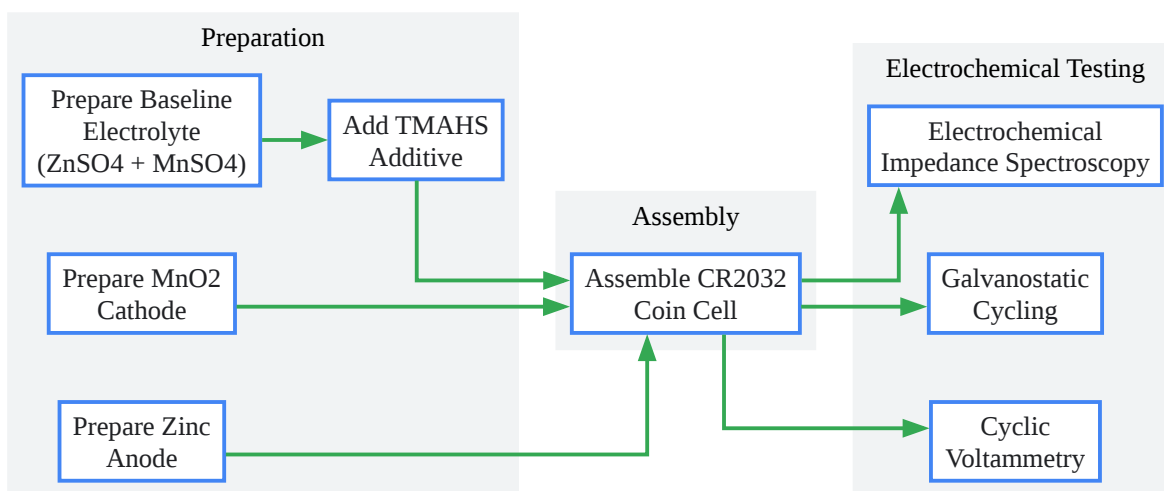 Preparation
Prepare Baseline
Electrolyte
(ZnSO4 + MnSO4)
Add TMAHS
Additive
Prepare MnO2
Cathode
Prepare Zinc
Anode
Assembly
Assemble CR2032
Coin Cell
Electrochemical Testing
Electrochemical
Impedance Spectroscopy
Galvanostatic
Cycling
Cyclic
Voltammetry